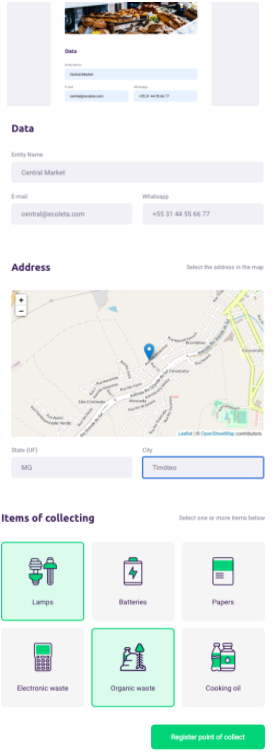 Data
Entity Name
Central Market
E-mail
Whatsapp
central@ecoleta.com
+55 31 44 55 66 77
Data
Entity Name
Central Market
E-mail
Whatsapp
central@ecoleta.com
+55 31 44 55 66 77
Address
Select the address in the map
+
−
Leaflet | © OpenStreetMap contributors
State (UF)
City
MG
Timóteo
Items of collecting
Select one or more items below
Lamps
Batteries
Papers
Electronic waste
Organic waste
Cooking oil
Register point of collect